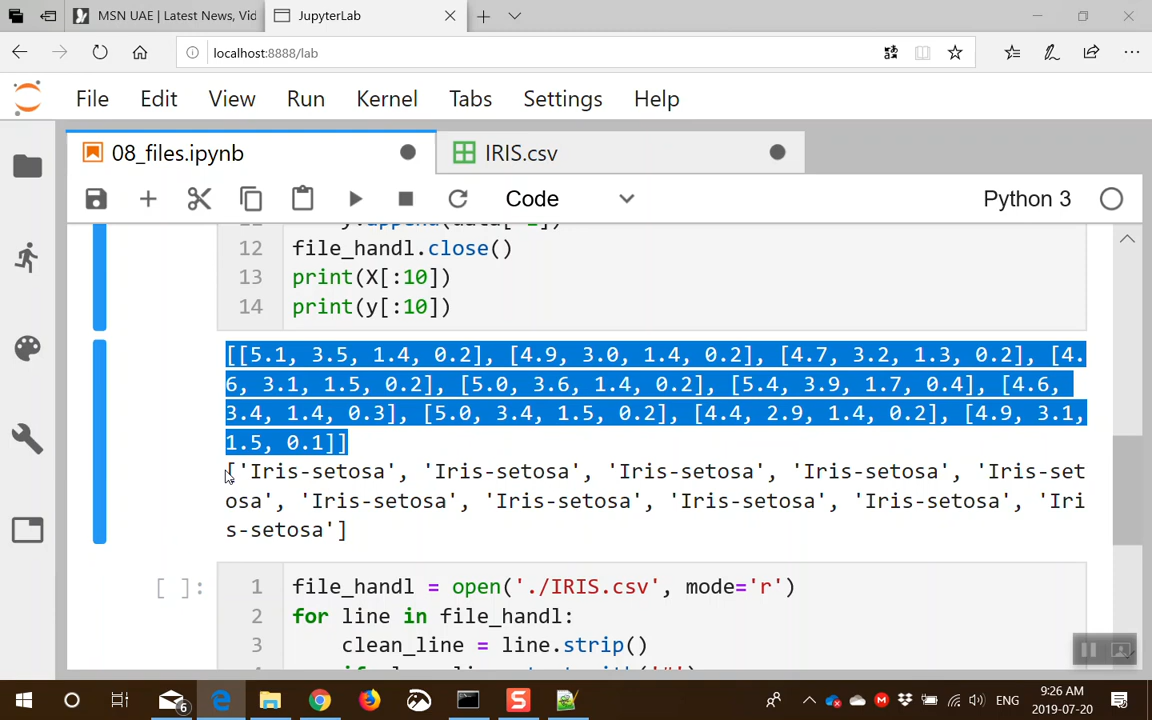 MSN UAE | Latest News, Vid
JupyterLab
localhost:8888/lab
File Edit View Run Kernel Tabs Settings Help
08_files.ipynb
IRIS.csv
Code
Python 3
12 file_handl.close()
13 print(X[:10])
14 print(y[:10])
[[5.1, 3.5, 1.4, 0.2], [4.9, 3.0, 1.4, 0.2], [4.7, 3.2, 1.3, 0.2], [4.
6, 3.1, 1.5, 0.2], [5.0, 3.6, 1.4, 0.2], [5.4, 3.9, 1.7, 0.4], [4.6,
3.4, 1.4, 0.3], [5.0, 3.4, 1.5, 0.2], [4.4, 2.9, 1.4, 0.2], [4.9, 3.1,
1.5, 0.1]]
['Iris-setosa', 'Iris-setosa', 'Iris-setosa', 'Iris-setosa', 'Iris-set
osa', 'Iris-setosa', 'Iris-setosa', 'Iris-setosa', 'Iris-setosa', 'Iri
s-setosa']
[ ]:
1 file_handl = open('./IRIS.csv', mode='r')
2 for line in file_handl:
3 clean_line = line.strip()
6
ENG
9:26 AM
2019-07-20